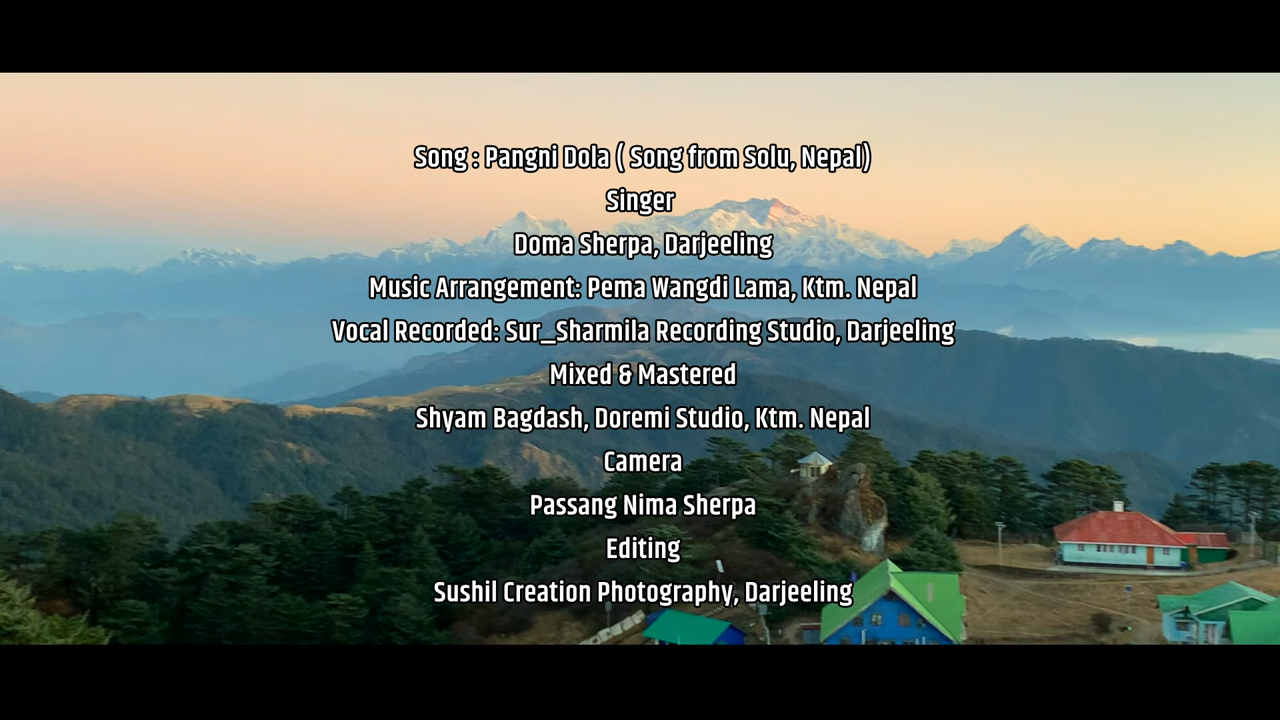 Song : Pangni Dola ( Song from Solu, Nepal)
Singer
Doma Sherpa, Darjeeling
Music Arrangement: Pema Wangdi Lama, Ktm. Nepal
Vocal Recorded: Sur_Sharmila Recording Studio, Darjeeling
Mixed & Mastered
Shyam Bagdash, Doremi Studio, Ktm. Nepal
Camera
Passang Nima Sherpa
Editing
Sushil Creation Photography, Darjeeling